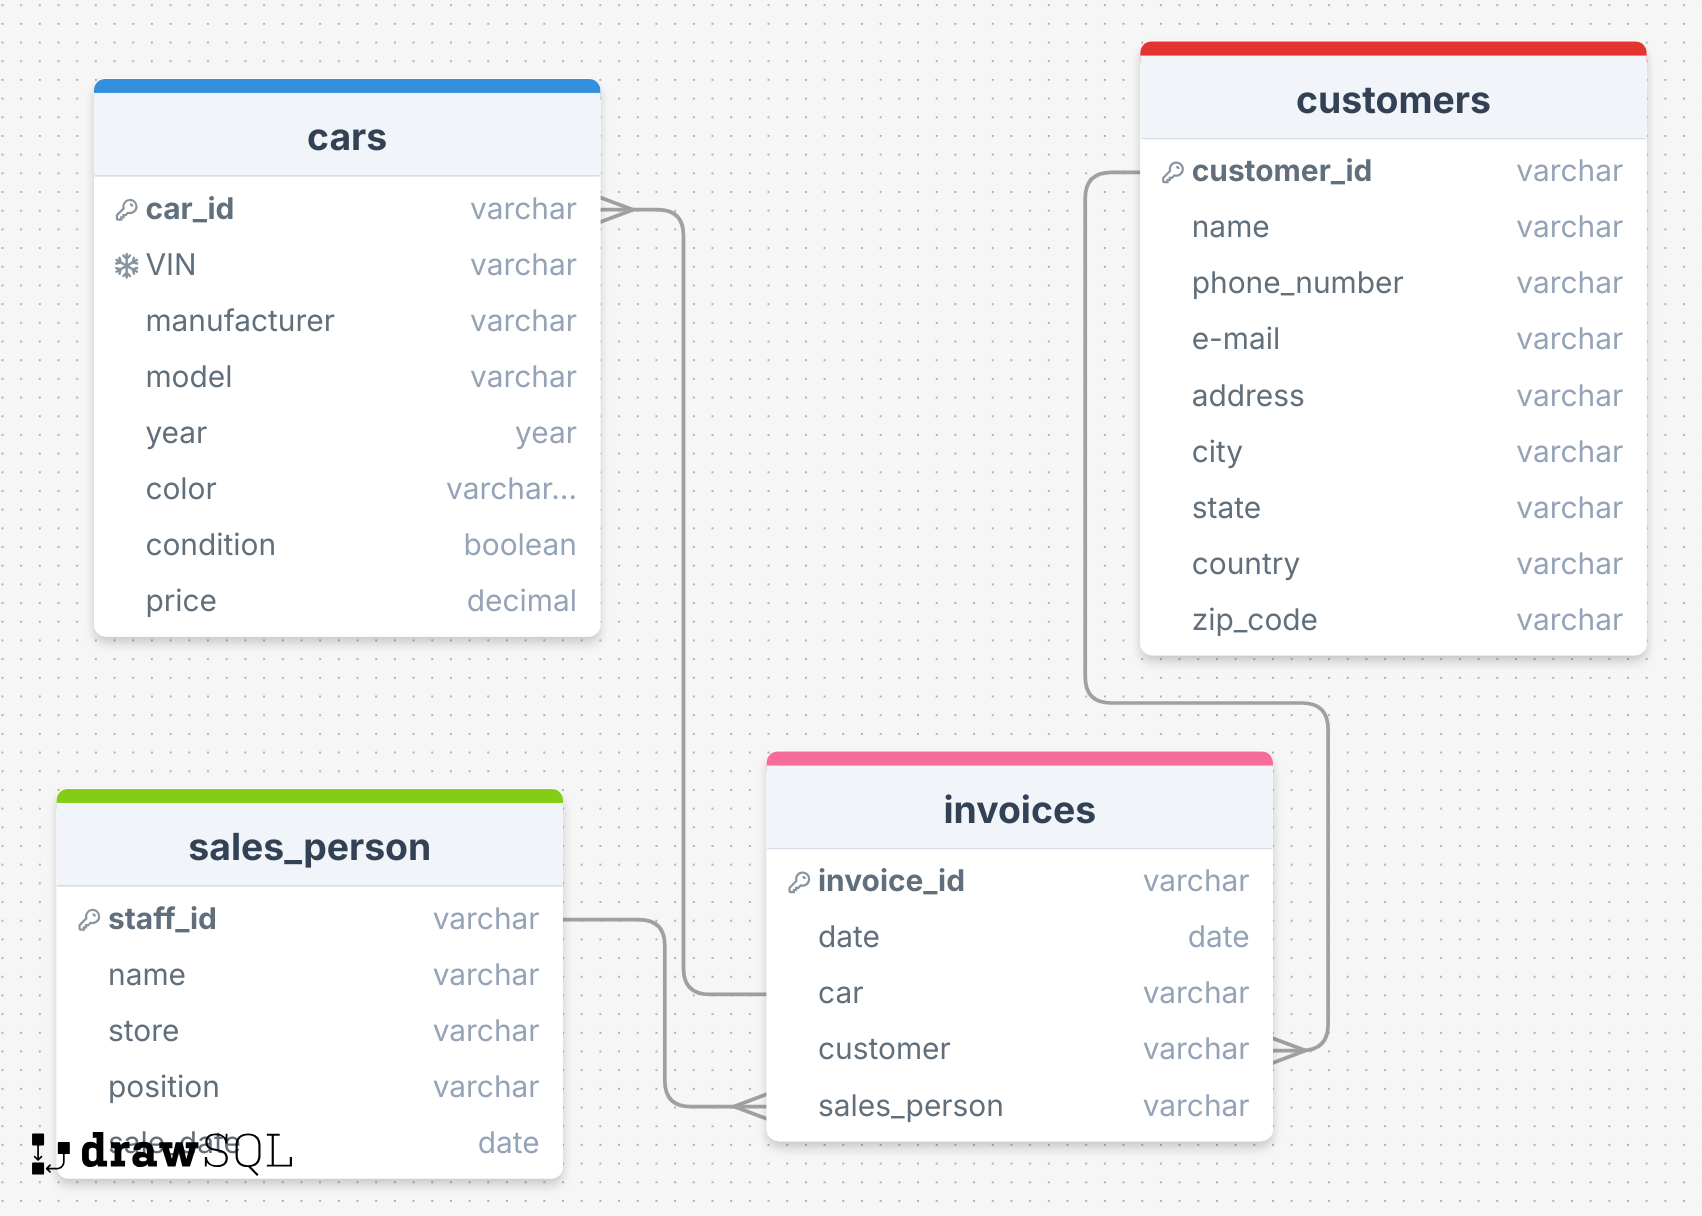 cars
car_id varchar
VIN varchar
manufacturer varchar
model varchar
year year
color varchar...
condition boolean
price decimal
customers
customer_id varchar
name varchar
phone_number varchar
e-mail varchar
address varchar
city varchar
state varchar
country varchar
zip_code varchar
sales_person
staff_id varchar
name varchar
store varchar
position varchar
sale_date date
drawSQL
invoices
invoice_id varchar
date date
car varchar
customer varchar
sales_person varchar